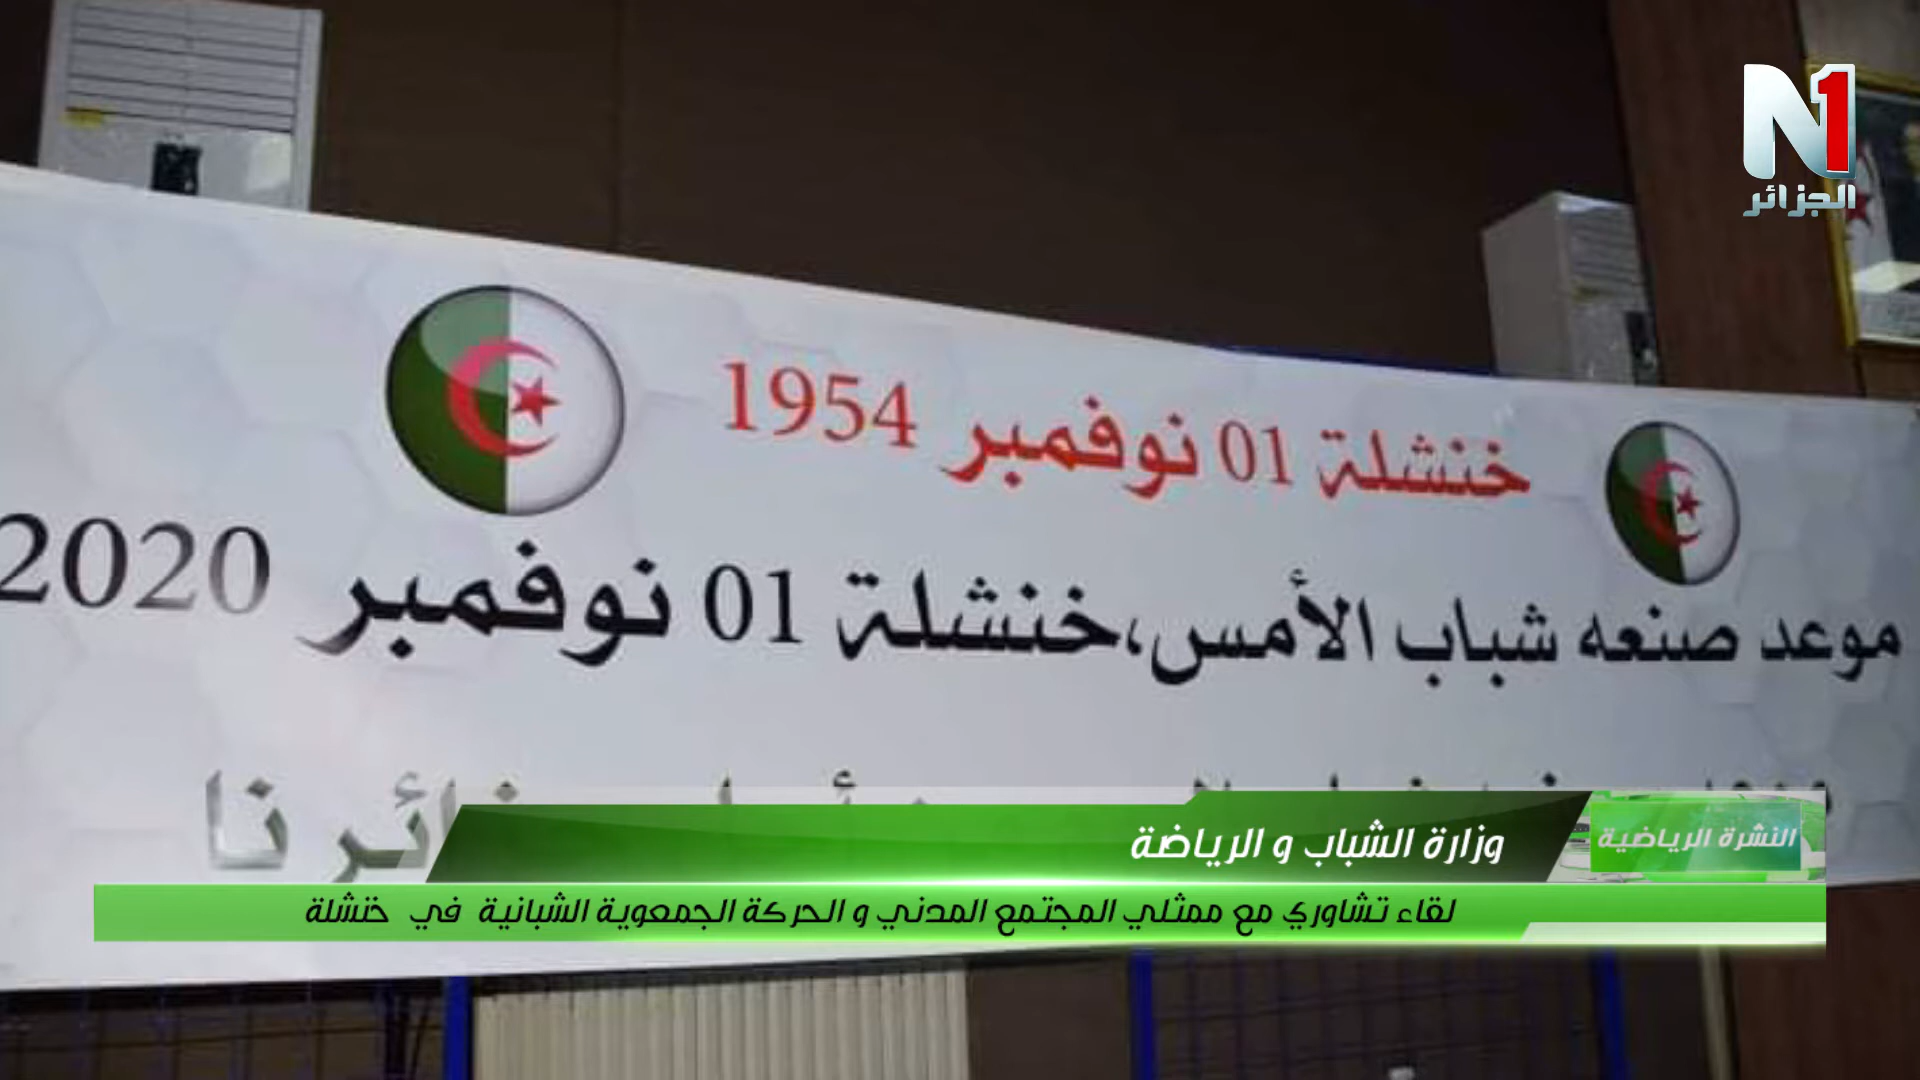 N1
الجزائر
خنشلة 01 نوفمبر 1954
موعد صنعه شباب الأمس،خنشلة 01 نوفمبر 2020
النشرة الرياضية
وزارة الشباب و الرياضة
لقاء تشاوري مع ممثلي المجتمع المدني و الحركة الجمعوية الشبانية في خنشلة